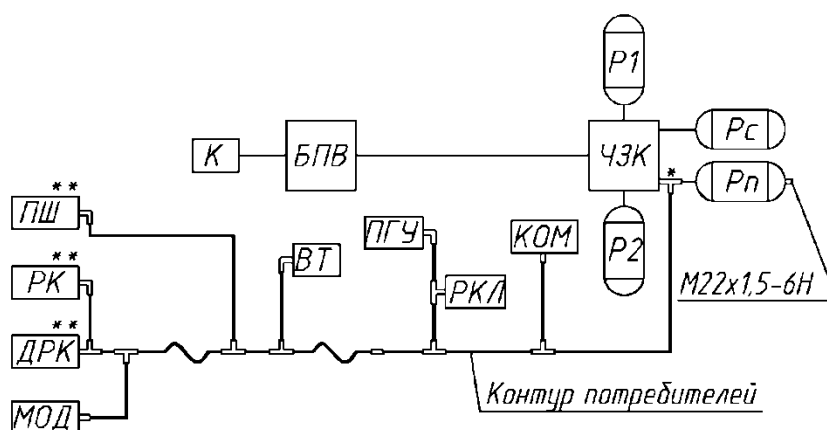 Р1
К
БПВ
ЧЗК
Рс
*
Рп
* *
ПШ
ПГУ
КОМ
Р2
ВТ
* *
РК
РКЛ
М22х1,5-6Н
* *
ДРК
Контур потребителей
МОД